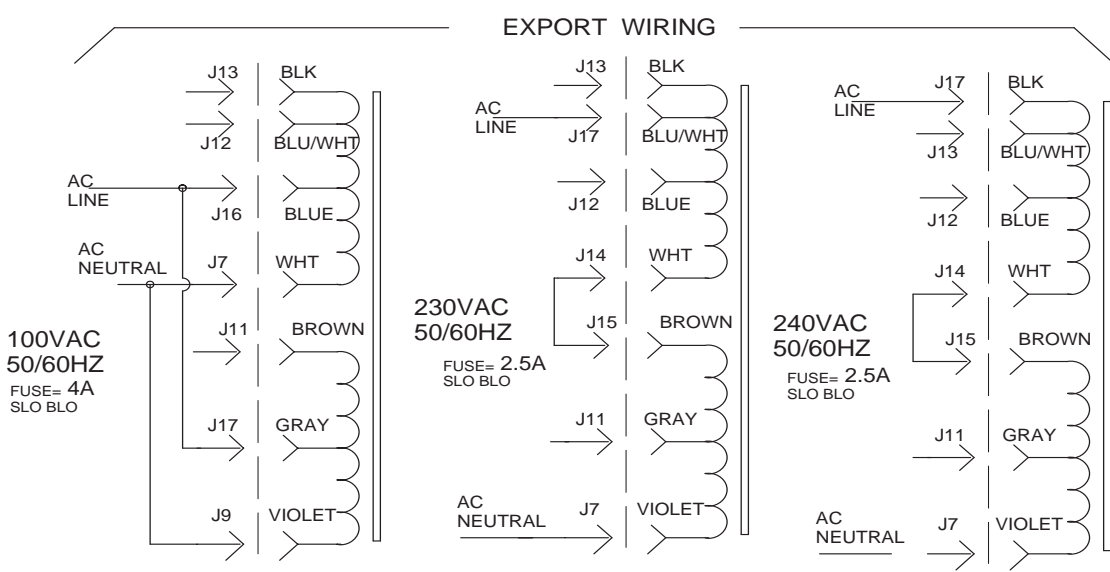 EXPORT WIRING
J13 BLK
J12 BLU/WHT
AC
LINE
J16 BLUE
AC
NEUTRAL J7 WHT
J11 BROWN
100VAC
50/60HZ
FUSE= 4A
SLO BLO
J17 GRAY
J9 VIOLET
J13 BLK
AC
LINE
J17 BLU/WHT
J12 BLUE
J14 WHT
230VAC
50/60HZ
FUSE= 2.5A
SLO BLO
J15 BROWN
J11 GRAY
AC
NEUTRAL J7 VIOLET
AC
LINE
J17 BLK
J13 BLU/WHT
J12 BLUE
J14 WHT
240VAC
50/60HZ
FUSE= 2.5A
SLO BLO
J15 BROWN
J11 GRAY
AC
NEUTRAL J7 VIOLET